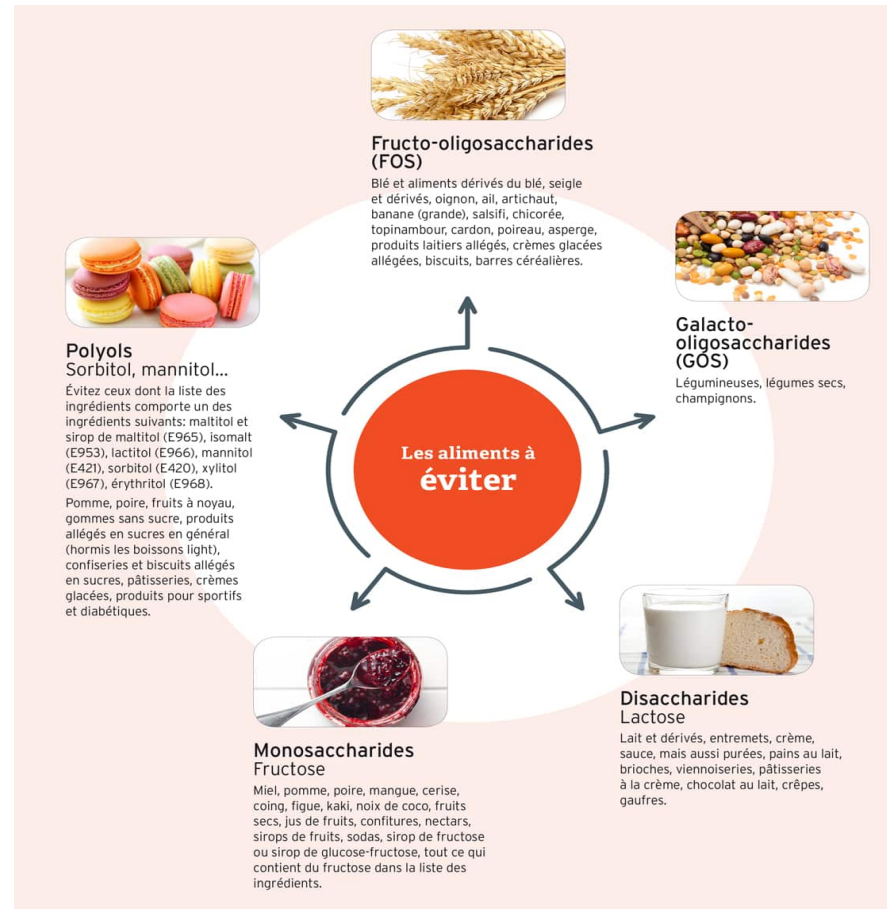 Fructo-oligosaccharides
(FOS)
Blé et aliments dérivés du blé, seigle
et dérivés, oignon, ail, artichaut,
banane (grande), salsifi, chicorée,
topinambour, cardon, poireau, asperge,
produits laitiers allégés, crèmes glacées
allégées, biscuits, barres céréalières.
Galacto-
oligosaccharides
(GOS)
Légumineuses, légumes secs,
champignons.
Polyols
Sorbitol, mannitol...
Évitez ceux dont la liste des
ingrédients comporte un des
ingrédients suivants: maltitol et
sirop de maltitol (E965), isomalt
(E953), lactitol (E966), mannitol
(E421), sorbitol (E420), xylitol
(E967), érythritol (E968).
Pomme, poire, fruits à noyau,
gommes sans sucre, produits
allégés en sucres en général
(hormis les boissons light),
confiseries et biscuits allégés
en sucres, pâtisseries, crèmes
glacées, produits pour sportifs
et diabétiques.
Les aliments à
éviter
Disaccharides
Lactose
Lait et dérivés, entremets, crème,
sauce, mais aussi purées, pains au lait,
brioches, viennoiseries, pâtisseries
à la crème, chocolat au lait, crêpes,
gaufres.
Monosaccharides
Fructose
Miel, pomme, poire, mangue, cerise,
coing, figue, kaki, noix de coco, fruits
secs, jus de fruits, confitures, nectars,
sirops de fruits, sodas, sirop de fructose
ou sirop de glucose-fructose, tout ce qui
contient du fructose dans la liste des
ingrédients.